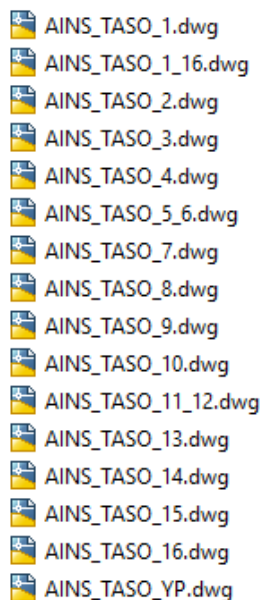 AINS_TASO_1.dwg
AINS_TASO_1_16.dwg
AINS_TASO_2.dwg
AINS_TASO_3.dwg
AINS_TASO_4.dwg
AINS_TASO_5_6.dwg
AINS_TASO_7.dwg
AINS_TASO_8.dwg
AINS_TASO_9.dwg
AINS_TASO_10.dwg
AINS_TASO_11_12.dwg
AINS_TASO_13.dwg
AINS_TASO_14.dwg
AINS_TASO_15.dwg
AINS_TASO_16.dwg
AINS_TASO_YP.dwg